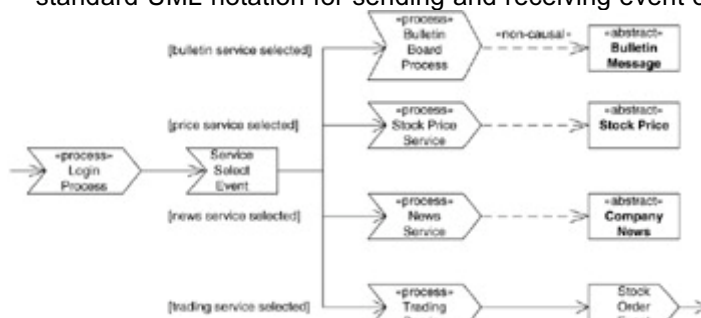 standard UML notation for sending and receiving event
«process»
Bulletin
Board
Process
«non-causal»
«abstract»
Bulletin
Message
[bulletin service selected]
«process»
Stock Price
Service
«abstract»
Stock Price
[price service selected]
«process»
Login
Process
Service
Select
Event
«process»
News
Service
«abstract»
Company
News
[news service selected]
«process»
Trading
Stock
Order
[trading service selected]